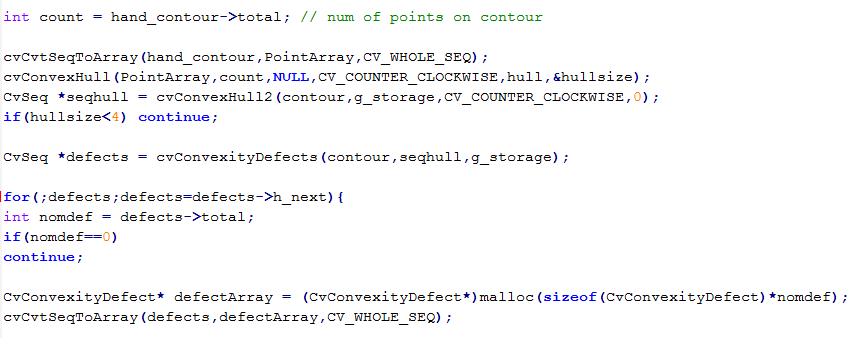 int count = hand_contour->total; // num of points on contour
cvCvtSeqToArray(hand_contour,PointArray,CV_WHOLE_SEQ);
cvConvexHull(PointArray,count,NULL,CV_COUNTER_CLOCKWISE,hull,&hullsize);
CvSeq *seqhull = cvConvexHull2(contour,g_storage,CV_COUNTER_CLOCKWISE,0);
if(hullsize<4) continue;
CvSeq *defects = cvConvexityDefects(contour,seqhull,g_storage);
for(;defects;defects=defects->h_next){
int nomdef = defects->total;
if(nomdef==0)
continue;
CvConvexityDefect* defectArray = (CvConvexityDefect*)malloc(sizeof(CvConvexityDefect)*nomdef);
cvCvtSeqToArray(defects,defectArray,CV_WHOLE_SEQ);